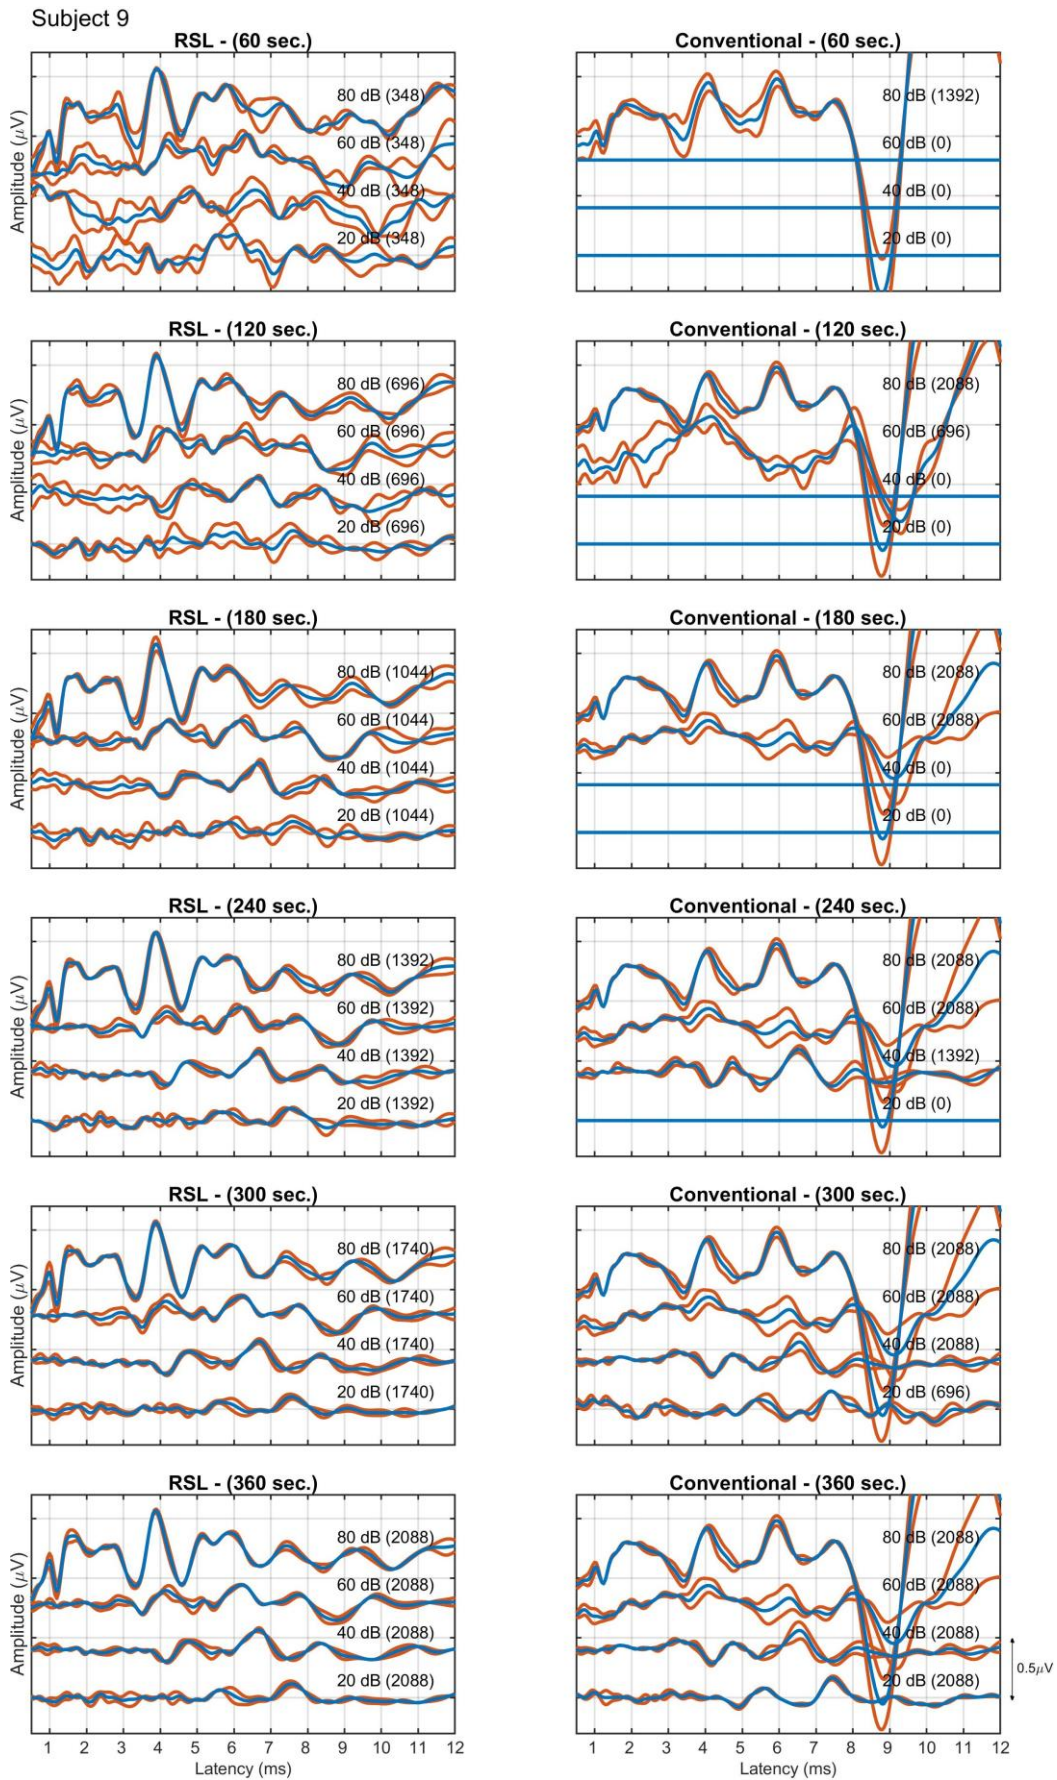 Subject 9
RSL - (60 sec.)
Conventional - (60 sec.)
Amplitude (μV)
80 dB (348)
60 dB (348)
40 dB (348)
20 dB (348)
80 dB (1392)
60 dB (0)
40 dB (0)
20 dB (0)
RSL - (120 sec.)
Conventional - (120 sec.)
Amplitude (μV)
80 dB (696)
60 dB (696)
40 dB (696)
20 dB (696)
80 dB (2088)
60 dB (696)
40 dB (0)
20 dB (0)
RSL - (180 sec.)
Conventional - (180 sec.)
Amplitude (μV)
80 dB (1044)
60 dB (1044)
40 dB (1044)
20 dB (1044)
80 dB (2088)
60 dB (2088)
40 dB (0)
20 dB (0)
RSL - (240 sec.)
Conventional - (240 sec.)
Amplitude (μV)
80 dB (1392)
60 dB (1392)
40 dB (1392)
20 dB (1392)
80 dB (2088)
60 dB (2088)
40 dB (1392)
20 dB (0)
RSL - (300 sec.)
Conventional - (300 sec.)
Amplitude (μV)
80 dB (1740)
60 dB (1740)
40 dB (1740)
20 dB (1740)
80 dB (2088)
60 dB (2088)
40 dB (2088)
20 dB (696)
RSL - (360 sec.)
Conventional - (360 sec.)
Amplitude (μV)
80 dB (2088)
60 dB (2088)
40 dB (2088)
20 dB (2088)
80 dB (2088)
60 dB (2088)
40 dB (2088)
20 dB (2088)
0.5μV
1 2 3 4 5 6 7 8 9 10 11 12
1 2 3 4 5 6 7 8 9 10 11 12
Latency (ms)
Latency (ms)